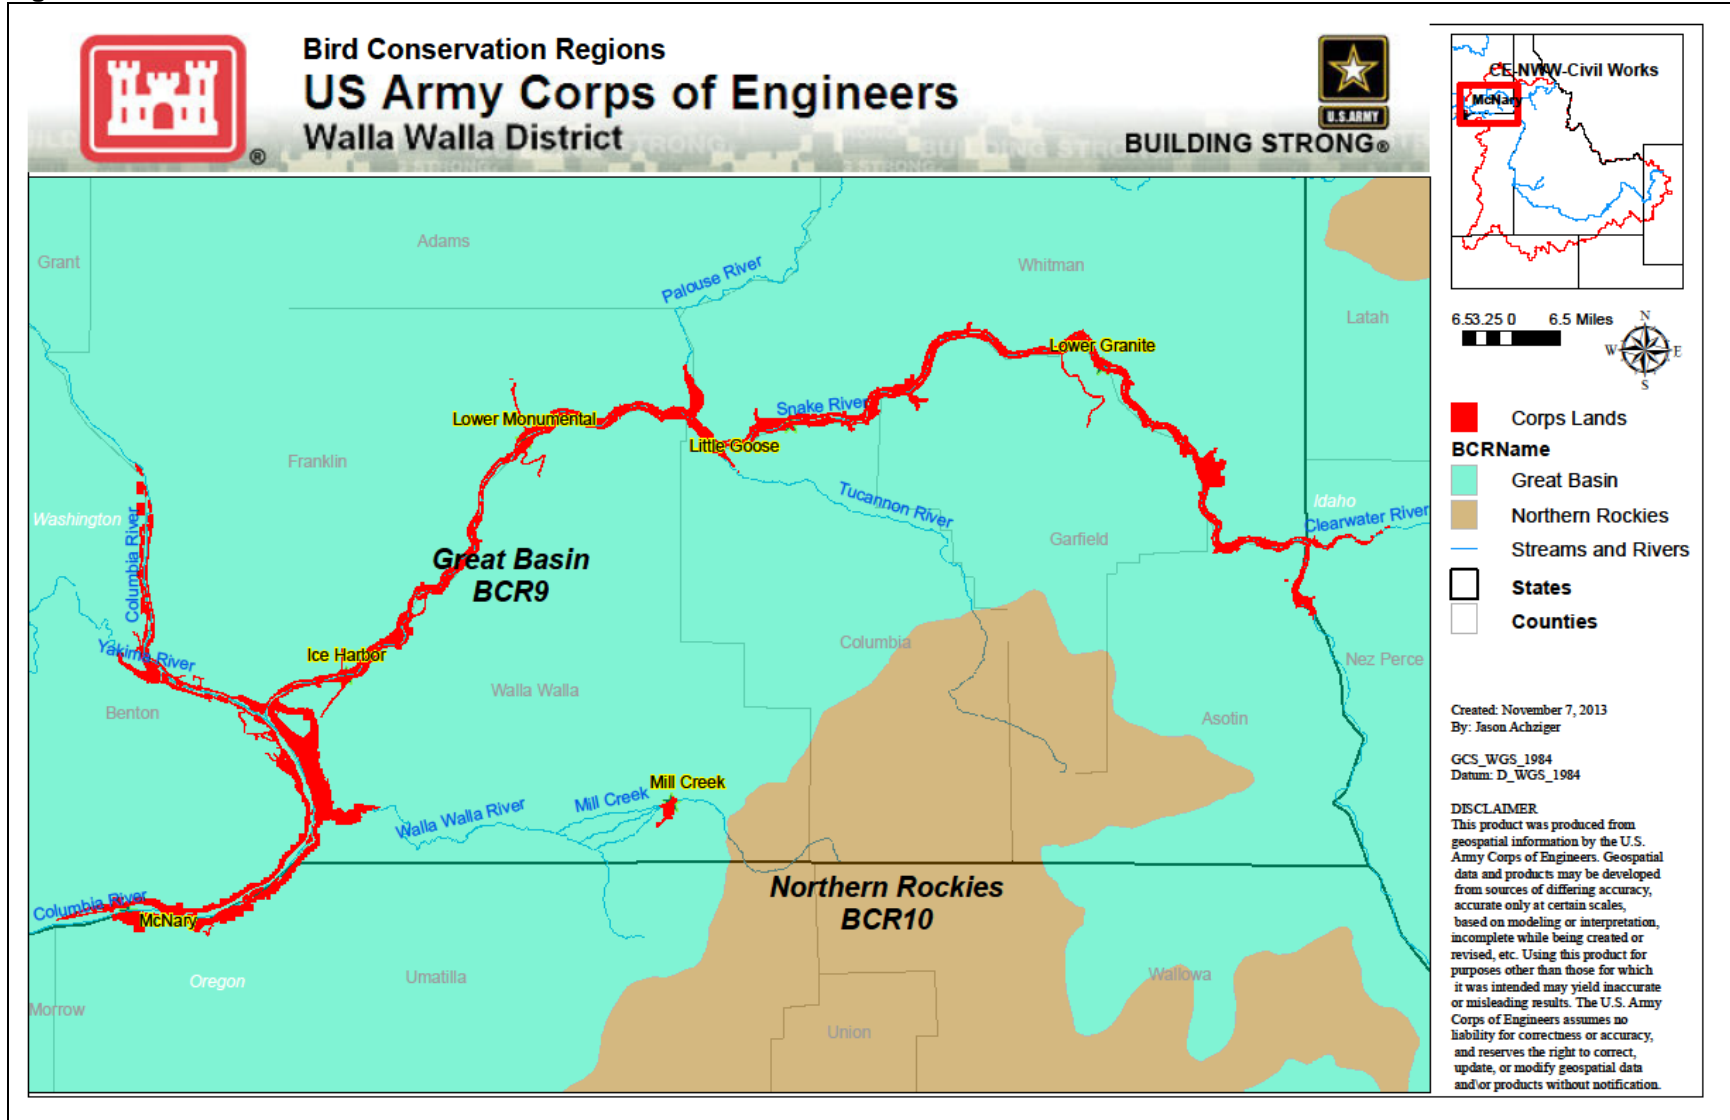 Bird Conservation Regions
US Army Corps of Engineers
Walla Walla District
®
U.S.ARMY
BUILDING STRONG®
CE-NWW-Civil Works
McNary
Grant
Adams
Palouse River
Whitman
Latah
Lower Granite
Snake River
Lower Monumental
Little Goose
Franklin
Washington
Columbia River
Tucannon River
Idaho
Clearwater River
Garfield
Great Basin
BCR9
Columbia
Yakima River
Ice Harbor
Nez Perce
Walla Walla
Benton
Asotin
Mill Creek
Mill Creek
Walla Walla River
Columbia River
McNary
Northern Rockies
BCR10
Oregon
Umatilla
Wallowa
Morrow
Union
6.53.25 0 6.5 Miles
N
W E
S
Corps Lands
BCRName
Great Basin
Northern Rockies
Streams and Rivers
States
Counties
Created: November 7, 2013
By: Jason Achziger
GCS_WGS_1984
Datum: D_WGS_1984
DISCLAIMER
This product was produced from
geospatial information by the U.S.
Army Corps of Engineers. Geospatial
data and products may be developed
from sources of differing accuracy,
accurate only at certain scales,
based on modeling or interpretation,
incomplete while being created or
revised, etc. Using this product for
purposes other than those for which
it was intended may yield inaccurate
or misleading results. The U.S. Army
Corps of Engineers assumes no
liability for correctness or accuracy,
and reserves the right to correct,
update, or modify geospatial data
and\or products without notification.